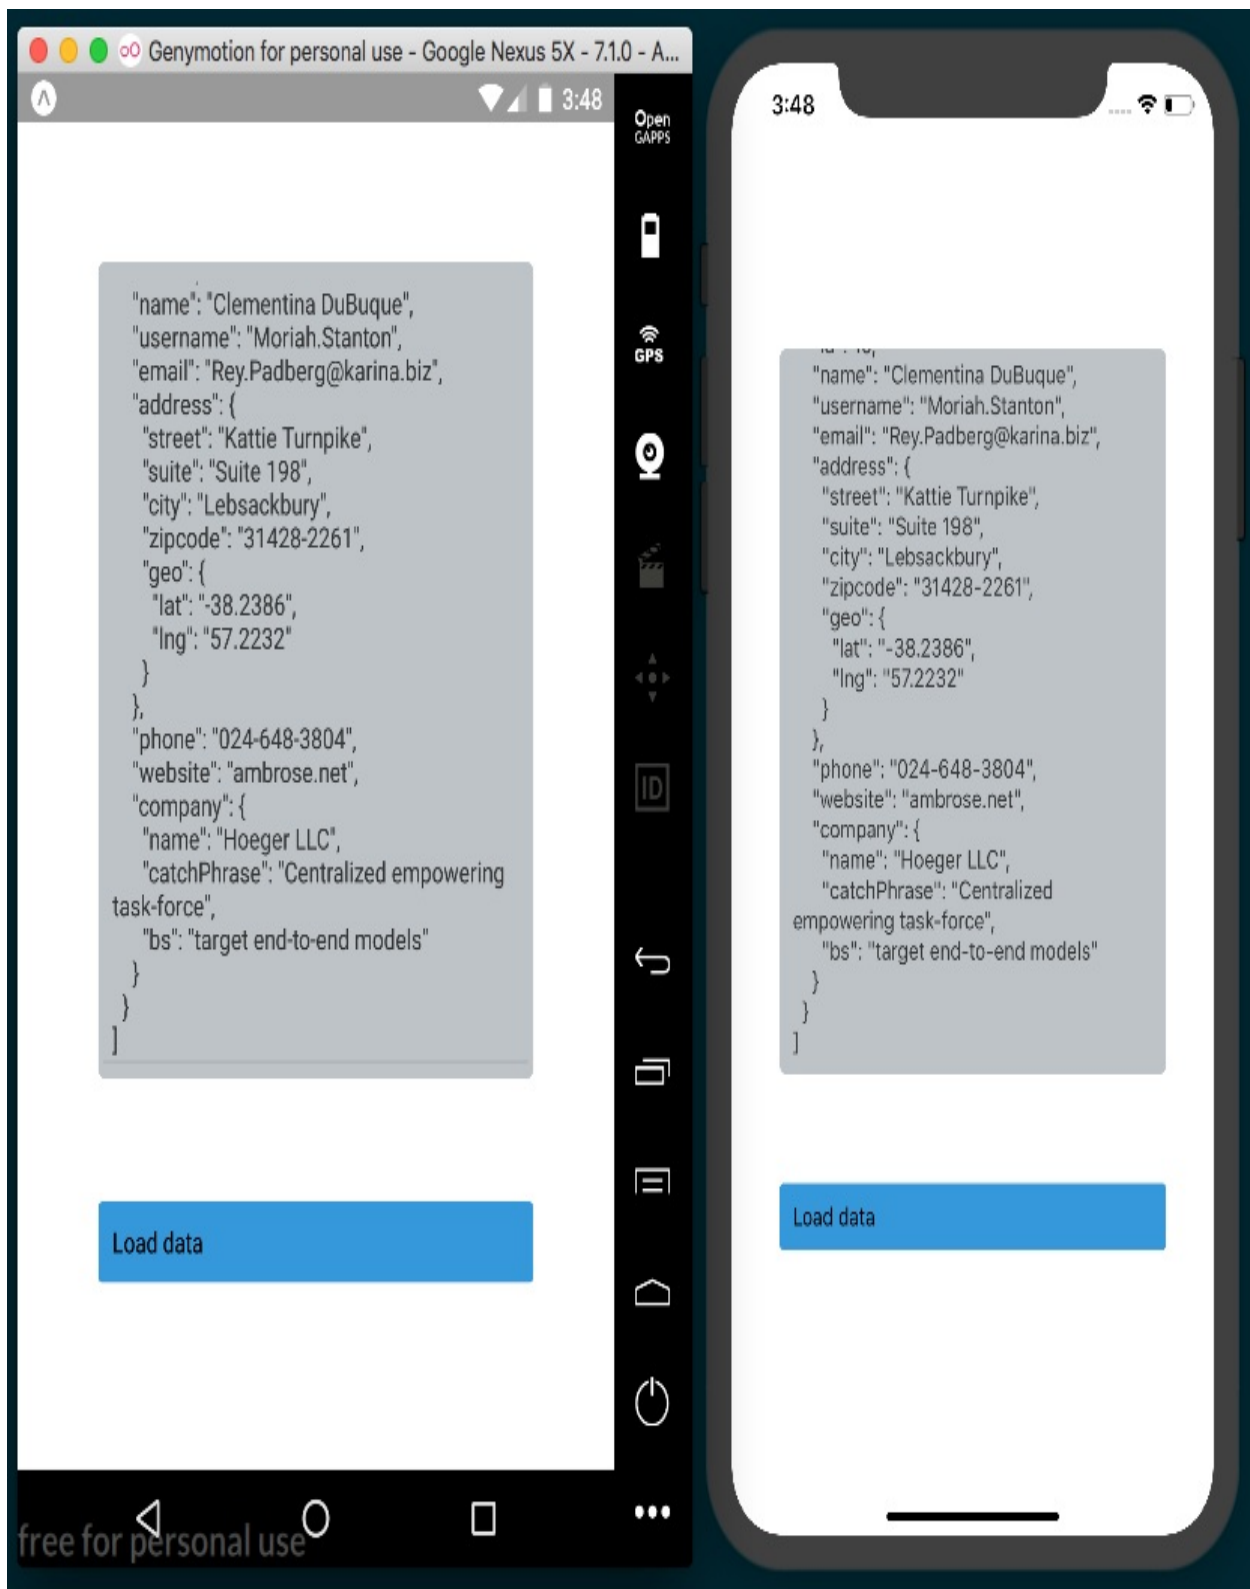 Genymotion for personal use - Google Nexus 5X - 7.1.0 - A...
3:48
Open
GAPPS
GPS
ID
"name": "Clementina DuBuque",
"username": "Moriah.Stanton",
"email": "Rey.Padberg@karina.biz",
"address": {
"street": "Kattie Turnpike",
"suite": "Suite 198",
"city": "Lebsackbury",
"zipcode": "31428-2261",
"geo": {
"lat": "-38.2386",
"lng": "57.2232"
}
},
"phone": "024-648-3804",
"website": "ambrose.net",
"company": {
"name": "Hoeger LLC",
"catchPhrase": "Centralized empowering
task-force",
"bs": "target end-to-end models"
}
}
]
Load data
free for personal use
3:48
"name": "Clementina DuBuque",
"username": "Moriah.Stanton",
"email": "Rey.Padberg@karina.biz",
"address": {
"street": "Kattie Turnpike",
"suite": "Suite 198",
"city": "Lebsackbury",
"zipcode": "31428-2261",
"geo": {
"lat": "-38.2386",
"lng": "57.2232"
}
},
"phone": "024-648-3804",
"website": "ambrose.net",
"company": {
"name": "Hoeger LLC",
"catchPhrase": "Centralized
empowering task-force",
"bs": "target end-to-end models"
}
}
]
Load data